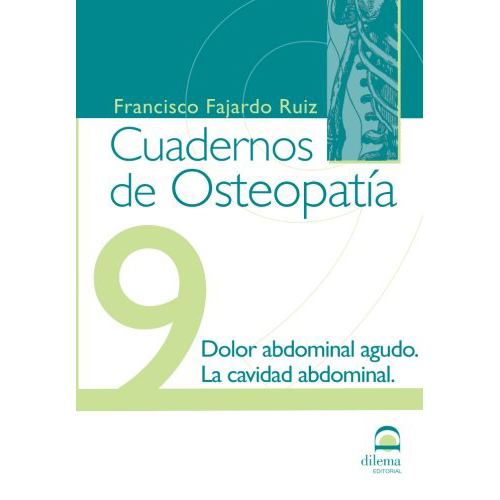 Francisco Fajardo Ruiz
Cuadernos
de Osteopatía
9
Dolor abdominal agudo.
La cavidad abdominal.
dilema
EDITORIAL